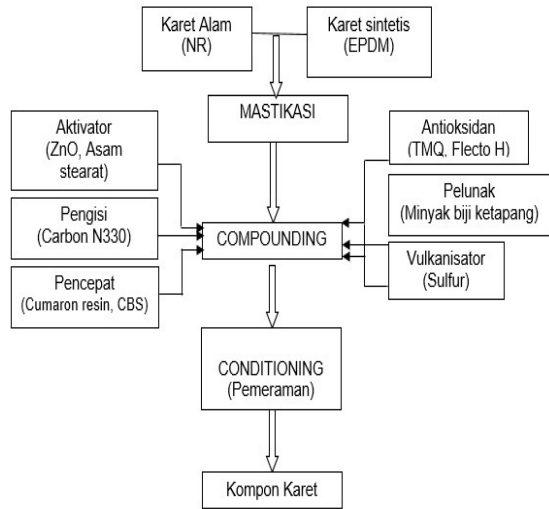 Karet Alam
(NR)
Karet sintetis
(EPDM)
MASTIKASI
Aktivator
(ZnO, Asam
stearat)
Antioksidan
(TMQ, Flecto H)
Pelunak
(Minyak biji ketapang)
Pengisi
(Carbon N330)
COMPOUNDING
Vulkanisator
(Sulfur)
Pencepat
(Cumaron resin, CBS)
CONDITIONING
(Pemeraman)
Kompon Karet